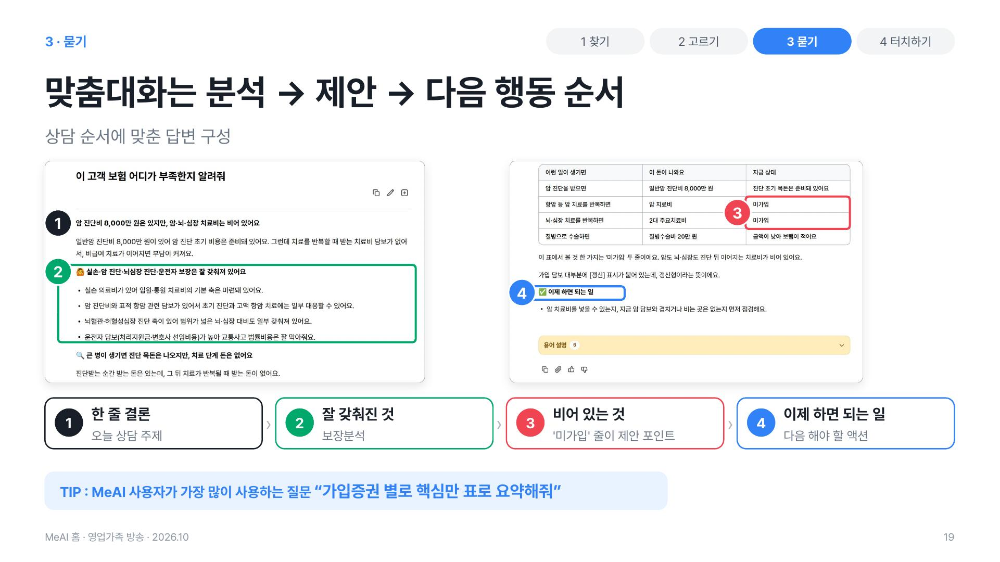 3 · 묻기
1 찾기
2 고르기
3 묻기
4 터치하기
맞춤대화는 분석 → 제안 → 다음 행동 순서
상담 순서에 맞춘 답변 구성
이 고객 보험 어디가 부족한지 알려줘
1
암 진단비 8,000만 원은 있지만, 암·뇌·심장 치료비는 비어 있어요
일반암 진단비 8,000만 원이 있어 암 진단 초기 비용은 준비돼 있어요. 그런데 치료를 반복할 때 받는 치료비 담보가 없어
서, 비급여 치료가 이어지면 부담이 커져요.
2
🙆 실손·암 진단·뇌심장 진단·운전자 보장은 잘 갖춰져 있어요
• 실손 의료비가 있어 입원·통원 치료비의 기본 축은 마련돼 있어요.
• 암 진단비와 표적 항암 관련 담보가 있어서 초기 진단과 고액 항암 치료에는 일부 대응할 수 있어요.
• 뇌혈관·허혈성심장 진단 축이 있어 범위가 넓은 뇌·심장 대비도 일부 갖춰져 있어요.
• 운전자 담보(처리지원금·변호사 선임비용)가 높아 교통사고 법률비용은 잘 막아줘요.
🔍 큰 병이 생기면 진단 목돈은 나오지만, 치료 단계 돈은 없어요
진단받는 순간 받는 돈은 있는데, 그 뒤 치료가 반복될 때 받는 돈이 없어요.
이런 일이 생기면 이 돈이 나와요 지금 상태
암 진단을 받으면 일반암 진단비 8,000만 원 진단 초기 목돈은 준비돼 있어요
항암 등 암 치료를 반복하면 암 치료비 미가입
3
뇌·심장 치료를 반복하면 2대 주요치료비 미가입
질병으로 수술하면 질병수술비 20만 원 금액이 낮아 보탬이 적어요
이 표에서 볼 것 한 가지는 '미가입' 두 줄이에요. 암도 뇌·심장도 진단 뒤 이어지는 치료비가 비어 있어요.
가입 담보 대부분에 [갱신] 표시가 붙어 있는데, 갱신형이라는 뜻이에요.
4
✅ 이제 하면 되는 일
• 암 치료비를 넣을 수 있는지, 지금 암 담보와 겹치거나 비는 곳은 없는지 먼저 점검해요.
용어 설명 6
1 한 줄 결론
오늘 상담 주제
›
2 잘 갖춰진 것
보장분석
›
3 비어 있는 것
'미가입' 줄이 제안 포인트
›
4 이제 하면 되는 일
다음 해야 할 액션
TIP : MeAI 사용자가 가장 많이 사용하는 질문 “가입증권 별로 핵심만 표로 요약해줘”
MeAI 홈 · 영업가족 방송 · 2026.10
19